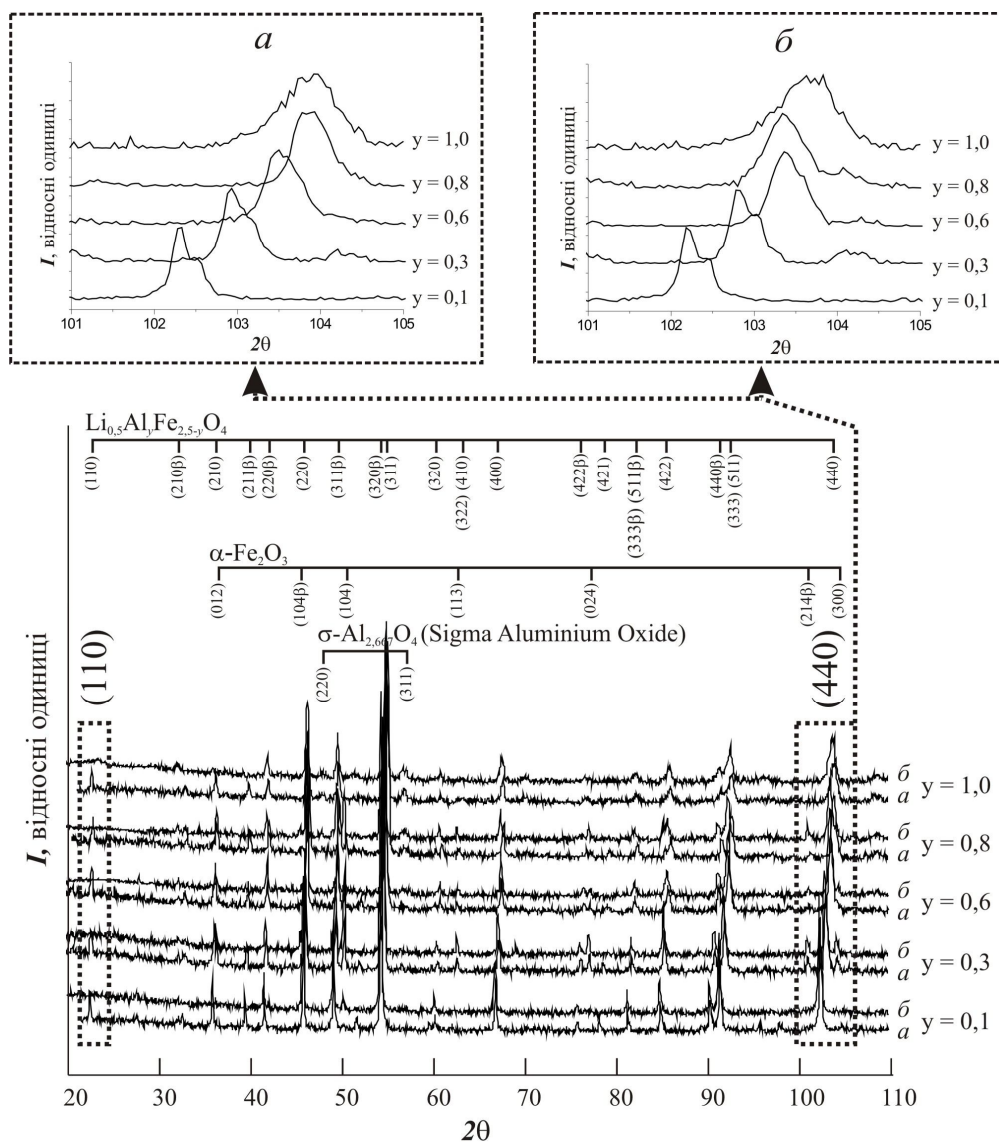 а
I, відносні одиниці
y = 1,0
y = 0,8
y = 0,6
y = 0,3
y = 0,1
101 102 103 104 105
2θ
б
I, відносні одиниці
y = 1,0
y = 0,8
y = 0,6
y = 0,3
y = 0,1
101 102 103 104 105
2θ
Li0,5AlyFe2,5-yO4
(110) (210β) (210) (211β) (220β) (220) (311β) (320β) (311) (320) (322) (410) (400) (422β) (421) (333β) (511β) (422) (440β) (333) (511) (440)
α-Fe2O3
(012) (104β) (104) (113) (024) (214β) (300)
σ-Al2,667O4 (Sigma Aluminium Oxide)
(220) (311)
(110)
(440)
I, відносні одиниці
б
а y = 1,0
б
а y = 0,8
б
а y = 0,6
б
а y = 0,3
б
а y = 0,1
20 30 40 50 60 70 80 90 100 110
2θ